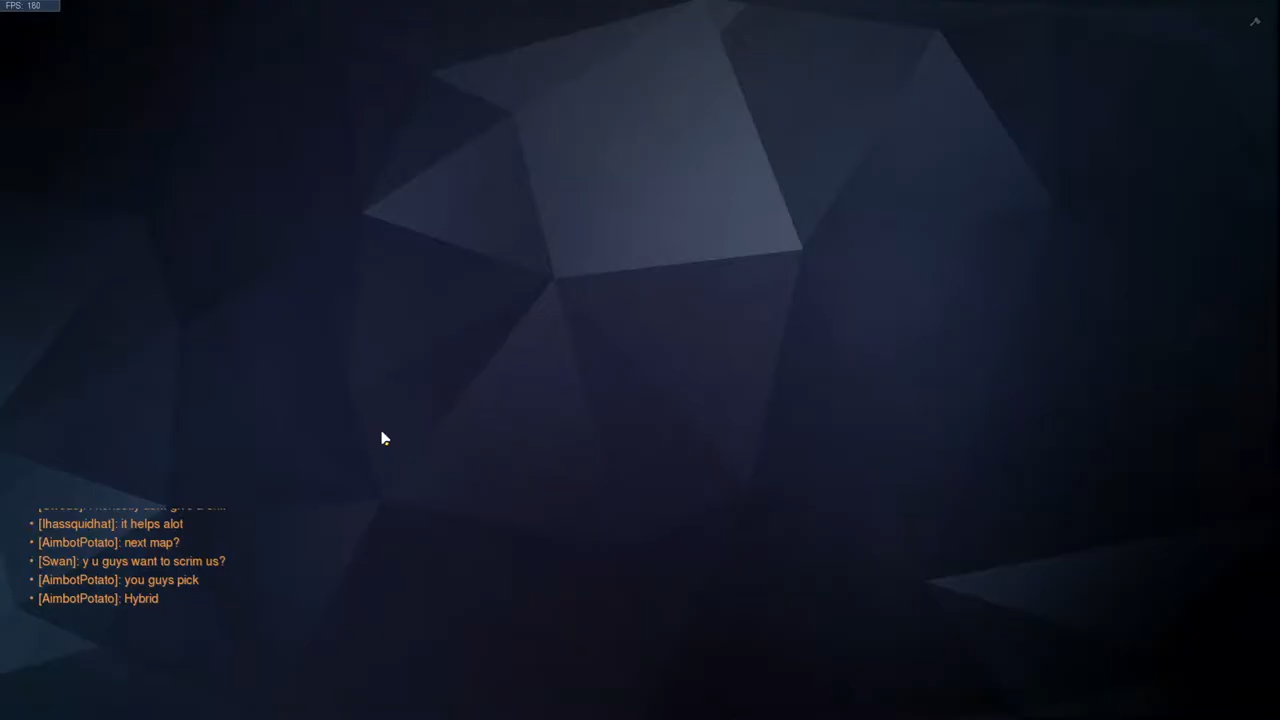 FPS: 160
• [Ihassquidhat]: it helps alot
• [AimbotPotato]: next map?
• [Swan]: y u guys want to scrim us?
• [AimbotPotato]: you guys pick
• [AimbotPotato]: Hybrid